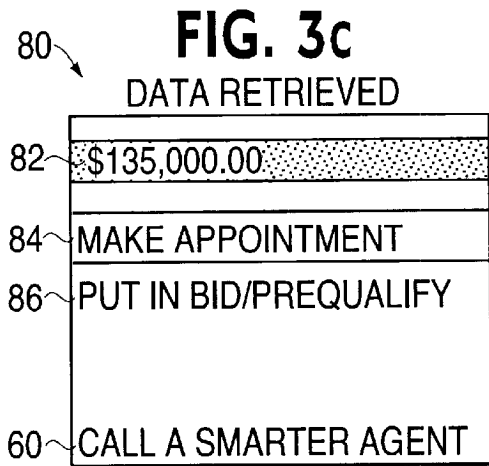 FIG. 3c
80
DATA RETRIEVED
82 $135,000.00
84 MAKE APPOINTMENT
86 PUT IN BID/PREQUALIFY
60 CALL A SMARTER AGENT